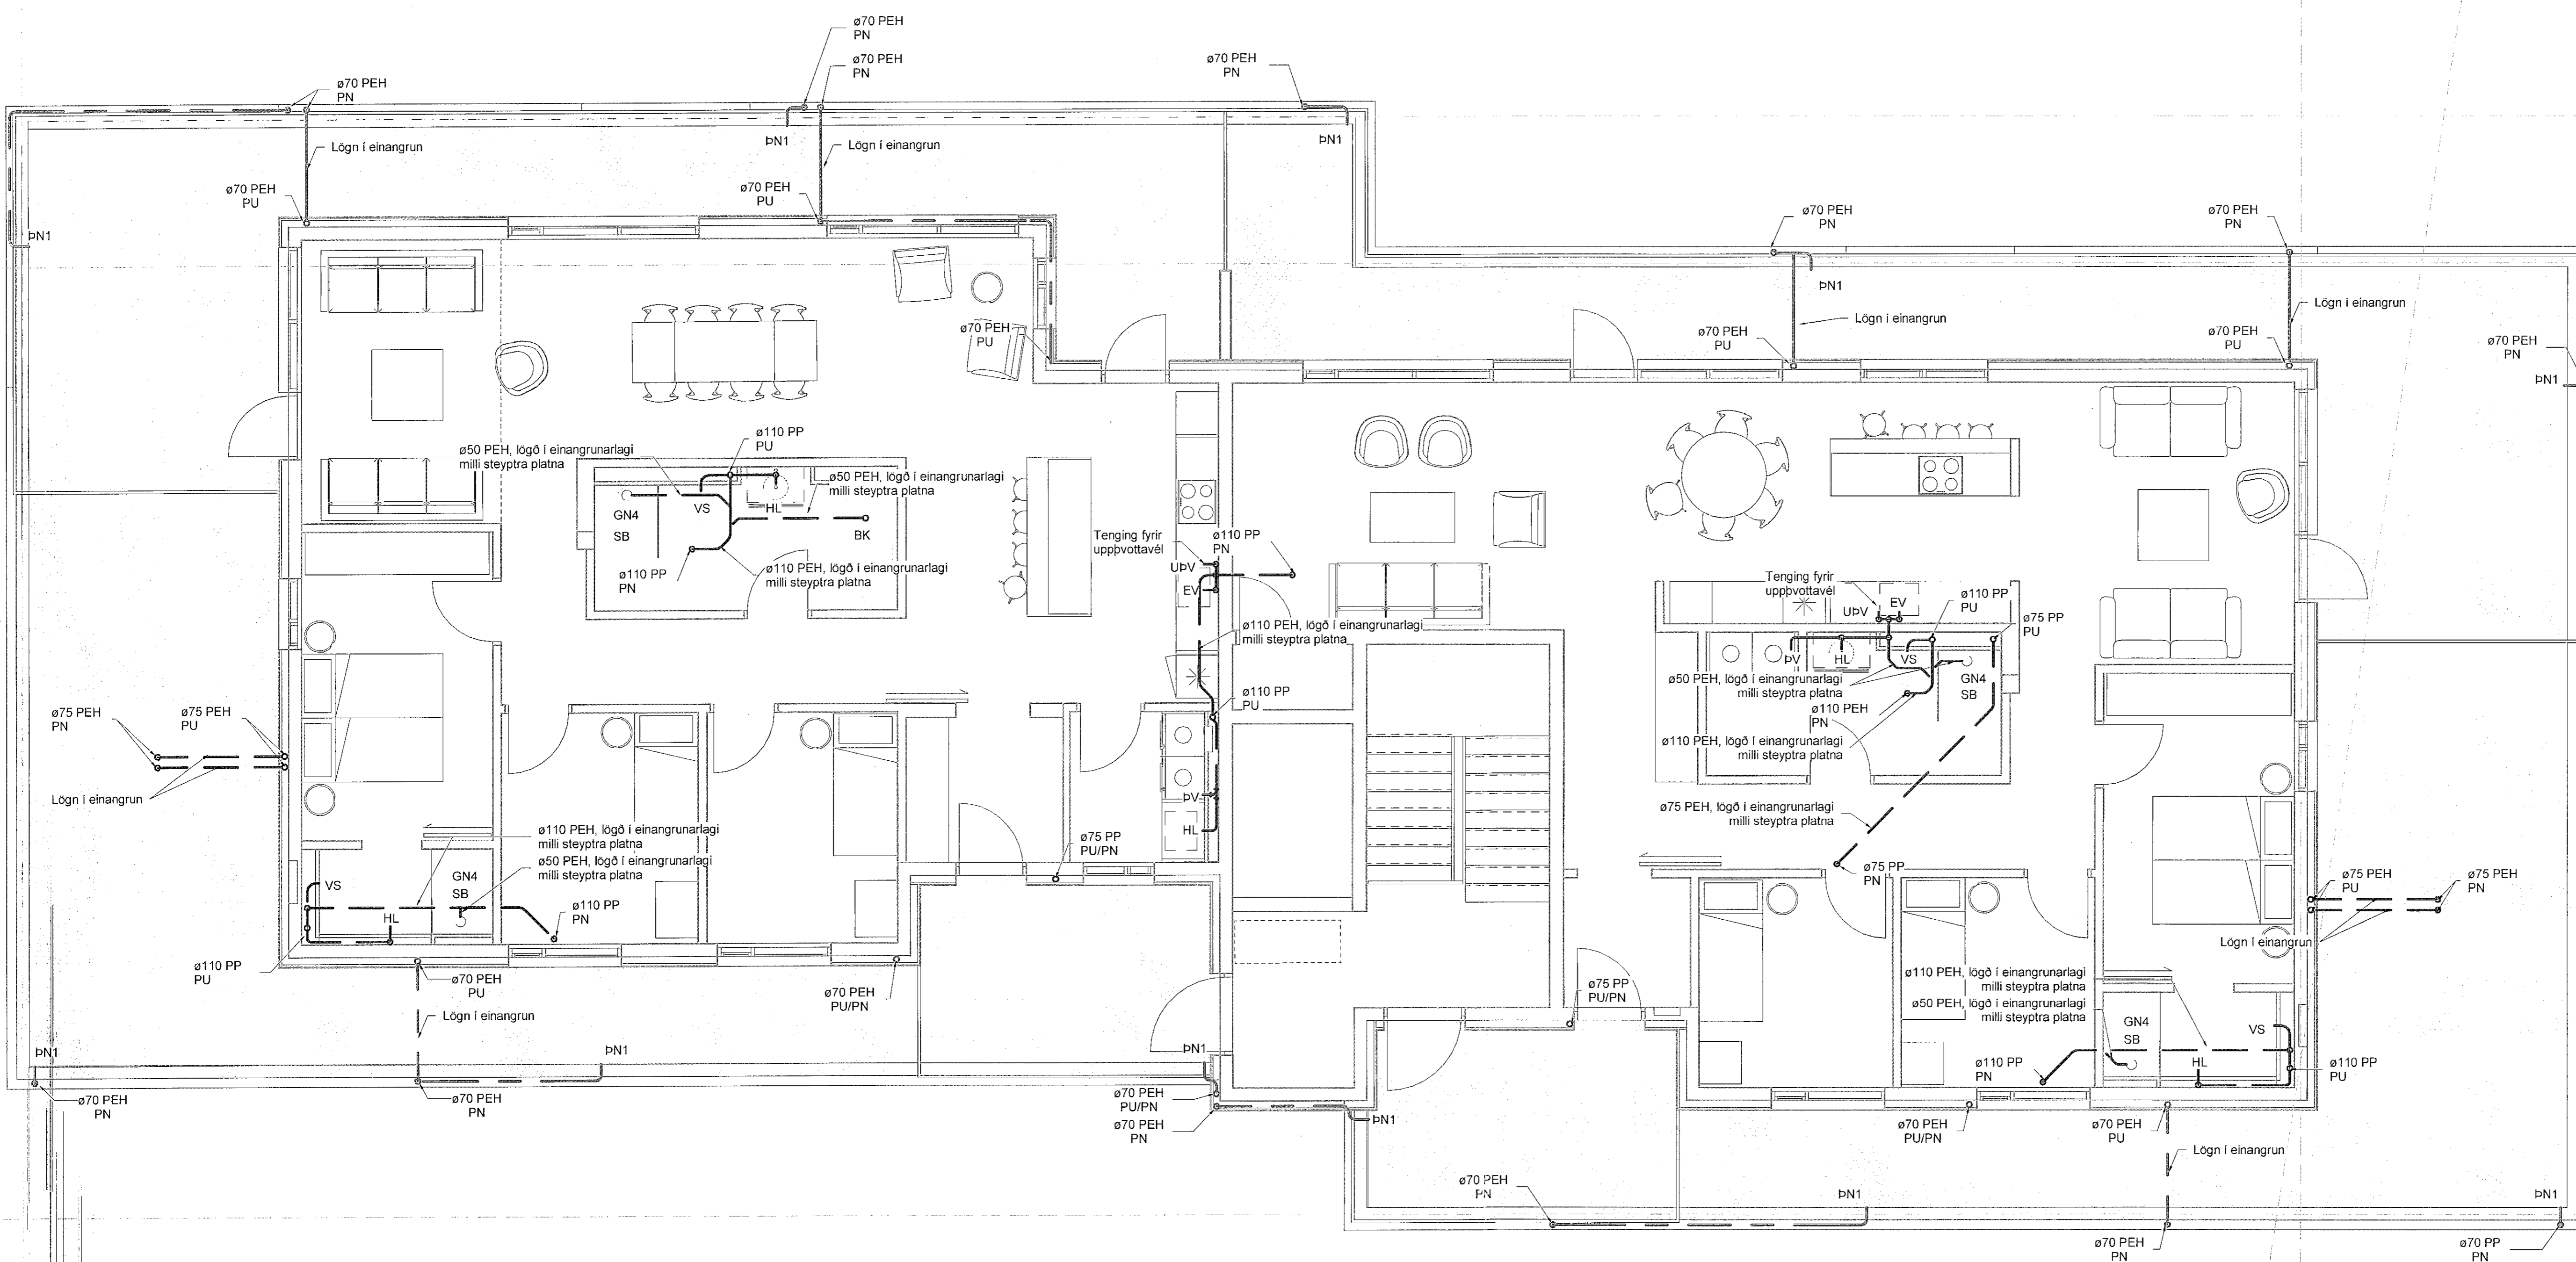 ø70 PEH
PN
ø70 PEH
PN
ø70 PEH
PN
ø70 PEH
PN
ÞN1
ÞN1
Lögn í einangrun
Lögn í einangrun
ø70 PEH
PU
ø70 PEH
PU
ÞN1
ø70 PEH
PN
ø70 PEH
PN
ÞN1
Lögn í einangrun
Lögn í einangrun
ø70 PEH
PU
ø70 PEH
PU
ø70 PEH
PU
ø70 PEH
PN
ÞN1
ø110 PP
PU
ø50 PEH, lögð í einangrunarlagi
milli steyptra platna
ø50 PEH, lögð í einangrunarlagi
milli steyptra platna
GN4
SB
VS
HL
BK
ø110 PP
PN
ø110 PEH, lögð í einangrunarlagi
milli steyptra platna
Tenging fyrir
uppþvottavél
UÞV
EV
ø110 PP
PN
ø110 PEH, lögð í einangrunarlagi
milli steyptra platna
ø110 PP
PU
Tenging fyrir
uppþvottavél
UÞV
EV
ø110 PP
PU
ø75 PP
PU
ÞV
HL
VS
GN4
SB
ø50 PEH, lögð í einangrunarlagi
milli steyptra platna
ø110 PEH
PN
ø110 PEH, lögð í einangrunarlagi
milli steyptra platna
ø75 PEH
PN
ø75 PEH
PU
Lögn í einangrun
ÞV
HL
ø75 PEH, lögð í einangrunarlagi
milli steyptra platna
ø110 PEH, lögð í einangrunarlagi
milli steyptra platna
ø50 PEH, lögð í einangrunarlagi
milli steyptra platna
ø75 PP
PU/PN
ø75 PP
PN
ø75 PEH
PU
ø75 PEH
PN
VS
GN4
SB
HL
ø110 PP
PN
Lögn í einangrun
ø110 PP
PU
ø70 PEH
PU
ø70 PEH
PU/PN
ø75 PP
PU/PN
ø110 PEH, lögð í einangrunarlagi
milli steyptra platna
ø50 PEH, lögð í einangrunarlagi
milli steyptra platna
Lögn í einangrun
GN4
SB
VS
HL
ÞN1
ÞN1
ÞN1
ø110 PP
PN
ø110 PP
PU
ø70 PEH
PN
ø70 PEH
PN
ø70 PEH
PU/PN
ø70 PEH
PN
ÞN1
ø70 PEH
PU/PN
ø70 PEH
PU
Lögn í einangrun
ø70 PEH
PN
ÞN1
ÞN1
ø70 PEH
PN
ø70 PP
PN